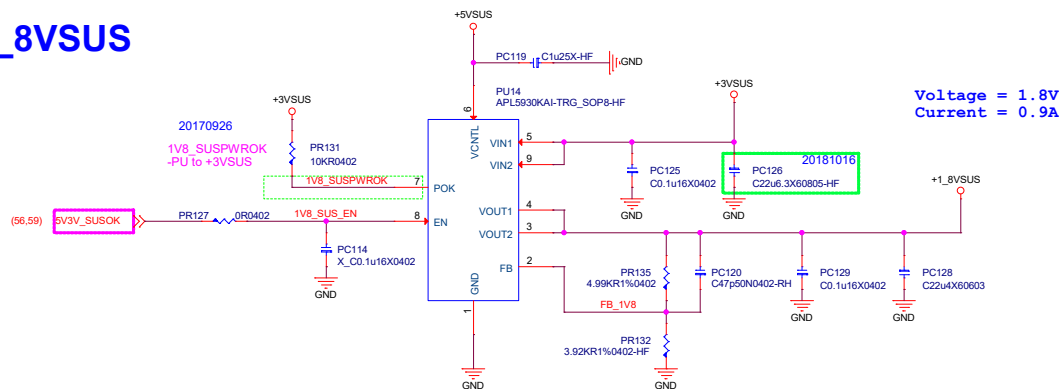 _8VSUS
+5VSUS
PC119 C1u25X-HF
GND
PU14
APL5930KAI-TRG_SOP8-HF
+3VSUS
+3VSUS
Voltage = 1.8V
Current = 0.9A
20170926
1V8_SUSPWROK
-PU to +3VSUS
PR131
10KR0402
6
VCNTL
VIN1 5
VIN2 9
20181016
PC125
C0.1u16X0402
PC126
C22u6.3X60805-HF
GND
GND
1V8_SUSPWROK 7 POK
+1_8VSUS
(56,59) 5V3V_SUSOK PR127 0R0402 1V8_SUS_EN 8 EN
VOUT1 4
VOUT2 3
PC114
X_C0.1u16X0402
GND
FB 2
PR135
4.99KR1%0402
PC120
C47p50N0402-RH
PC129
C0.1u16X0402
PC128
C22u4X60603
GND
1
FB_1V8
GND
GND
PR132
3.92KR1%0402-HF
GND
GND